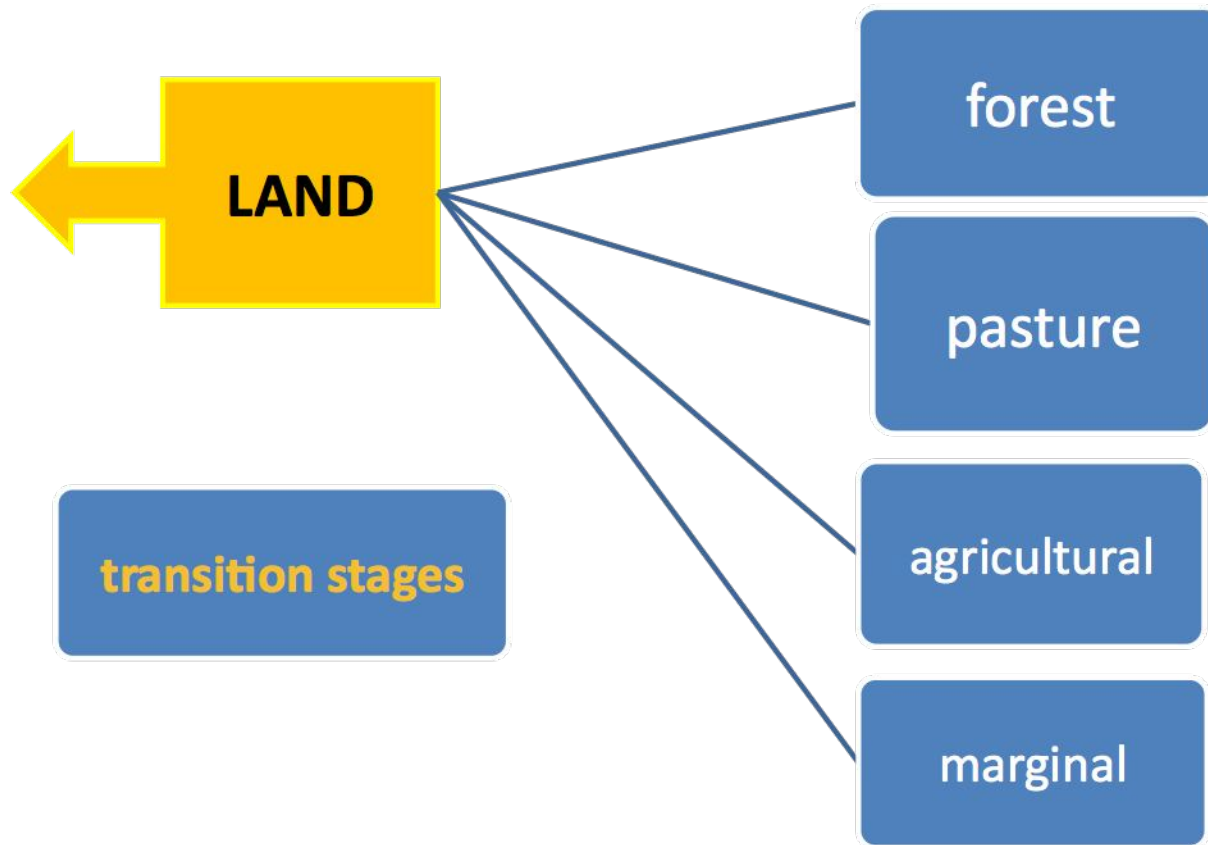 LAND
forest
pasture
agricultural
marginal
transition stages